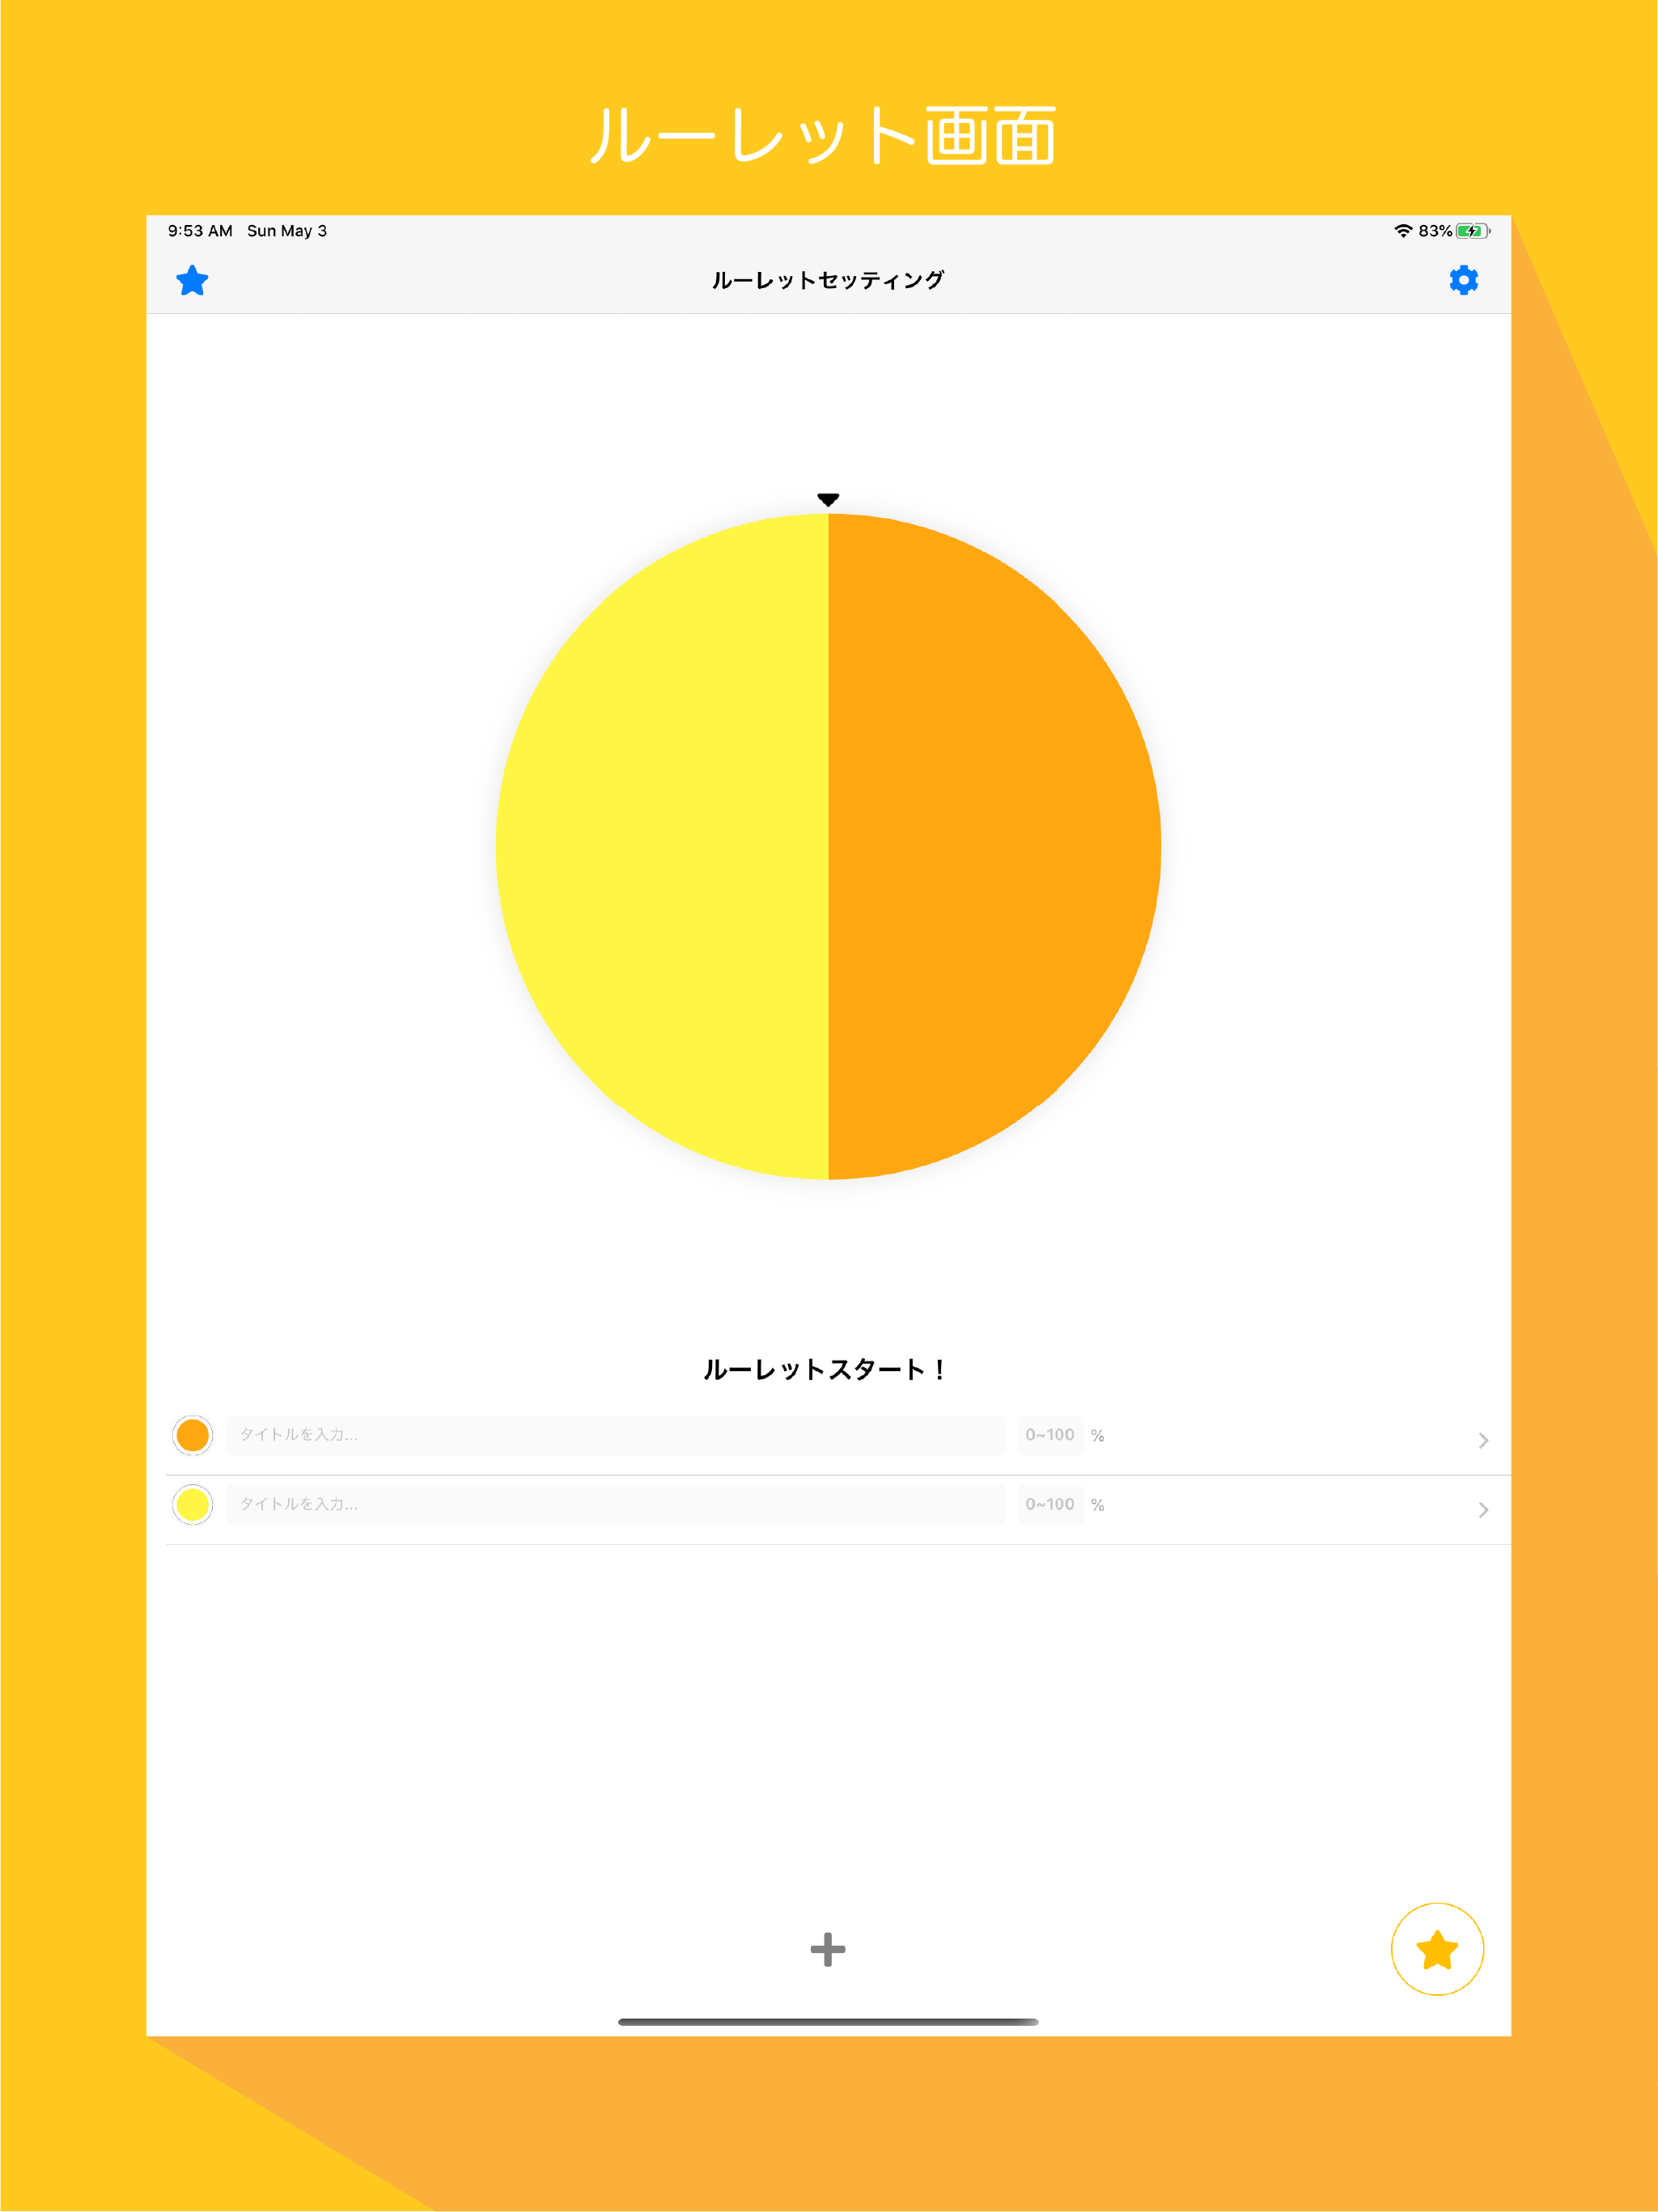 ルーレット画面
9:53 AM Sun May 3
83%
ルーレットセッティング
ルーレットスタート！
タイトルを入力... 0~100 %
タイトルを入力... 0~100 %